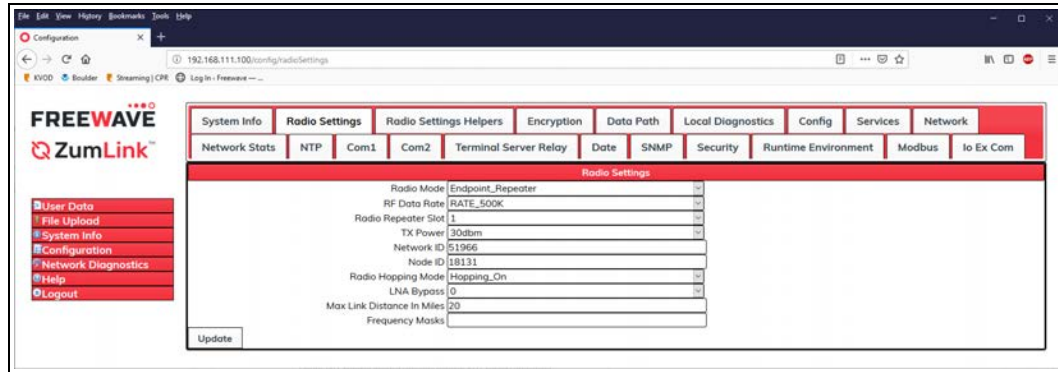 File Edit View History Bookmarks Tools Help
Configuration
192.168.111.100/config/radioSettings
KVOD Boulder Streaming | CPR Log In - Freewave — ...
FREEWAVE
ZumLink™
System Info Radio Settings Radio Settings Helpers Encryption Data Path Local Diagnostics Config Services Network
Network Stats NTP Com1 Com2 Terminal Server Relay Date SNMP Security Runtime Environment Modbus Io Ex Com
Radio Settings
Radio Mode Endpoint_Repeater
RF Data Rate RATE_500K
Radio Repeater Slot 1
TX Power 30dbm
Network ID 51966
Node ID 18131
Radio Hopping Mode Hopping_On
LNA Bypass 0
Max Link Distance In Miles 20
Frequency Masks
Update
User Data
File Upload
System Info
Configuration
Network Diagnostics
Help
Logout